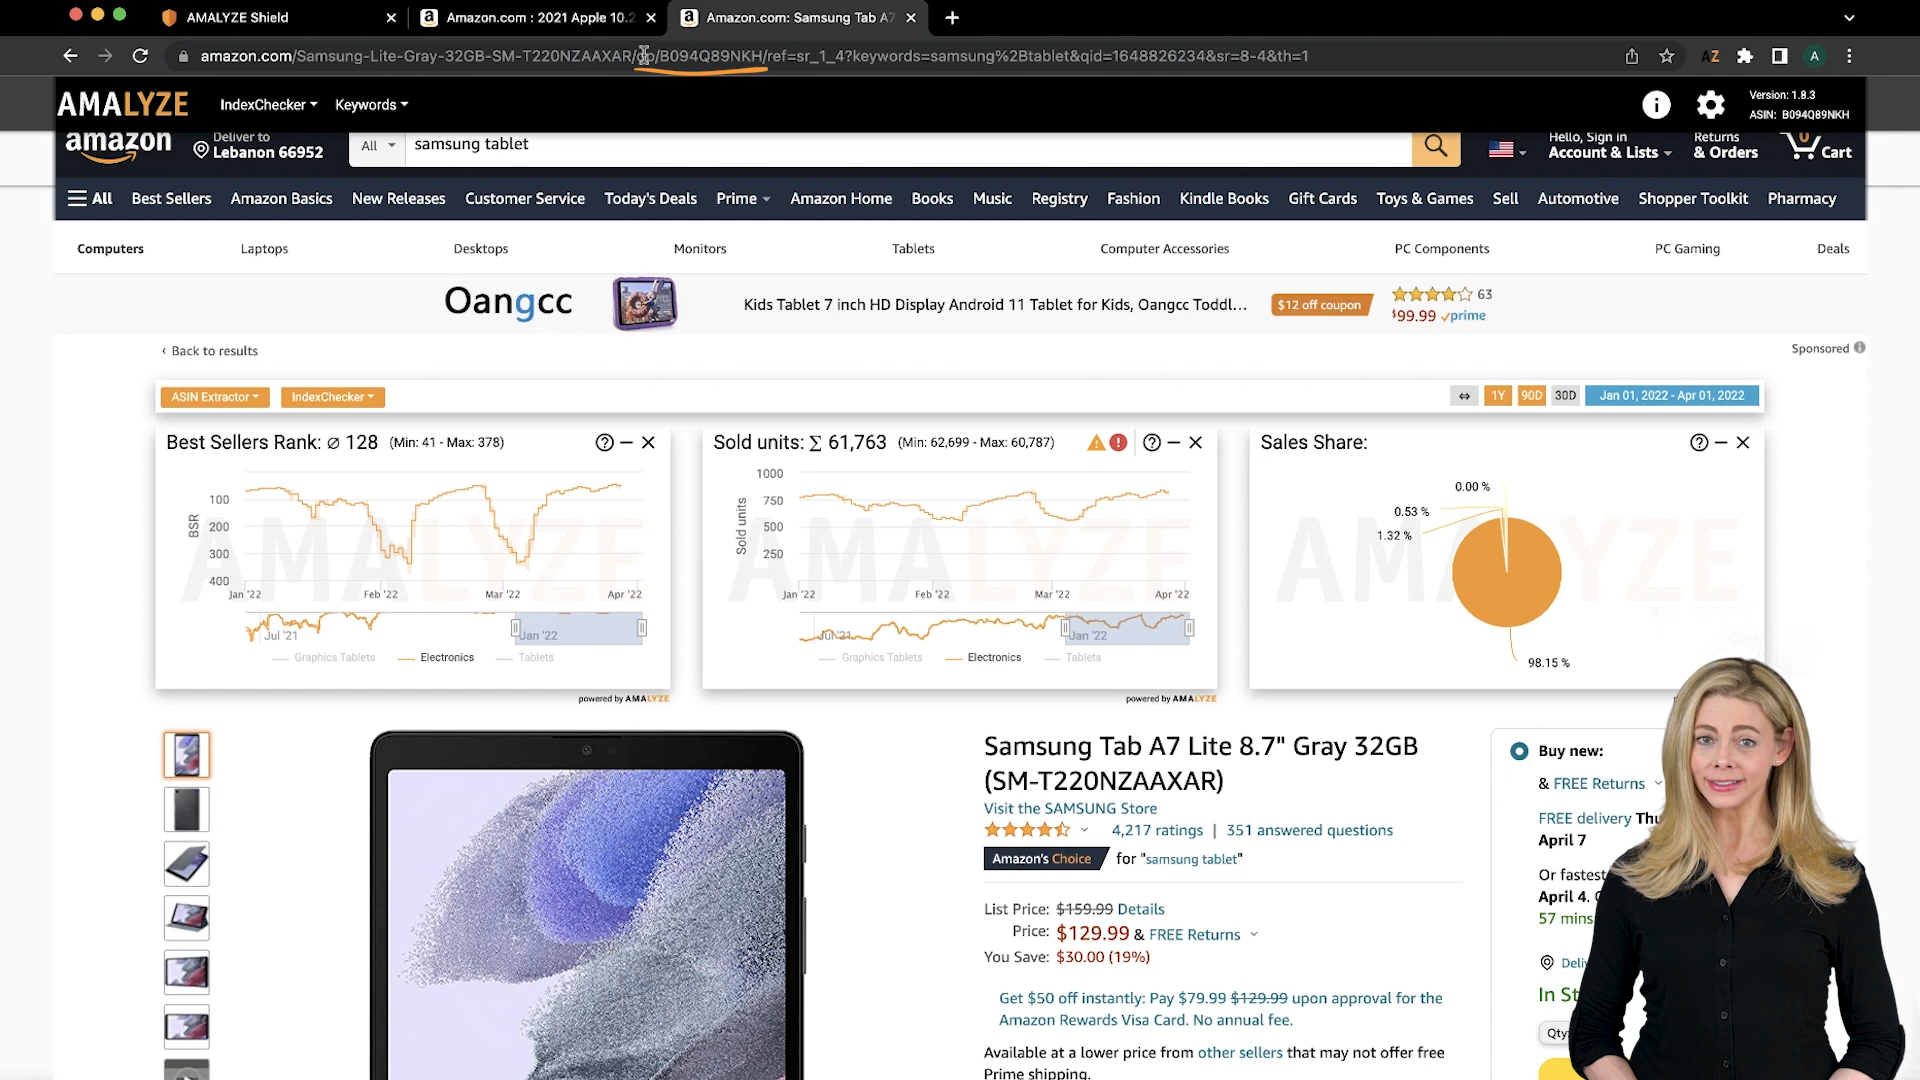 AMALYZE Shield
Amazon.com : 2021 Apple 10.2
Amazon.com: Samsung Tab A7
amazon.com/Samsung-Lite-Gray-32GB-SM-T220NZAAXAR/dp/B094Q89NKH/ref=sr_1_4?keywords=samsung%2Btablet&qid=1648826234&sr=8-4&th=1
AZ
A
AMALYZE
IndexChecker
Keywords
Version: 1.8.3
ASIN: B094Q89NKH
amazon
Deliver to
Lebanon 66952
All
samsung tablet
Hello, Sign in
Account & Lists
Returns
& Orders
0
Cart
All
Best Sellers
Amazon Basics
New Releases
Customer Service
Today's Deals
Prime
Amazon Home
Books
Music
Registry
Fashion
Kindle Books
Gift Cards
Toys & Games
Sell
Automotive
Shopper Toolkit
Pharmacy
Computers
Laptops
Desktops
Monitors
Tablets
Computer Accessories
PC Components
PC Gaming
Deals
Oangcc
Kids Tablet 7 inch HD Display Android 11 Tablet for Kids, Oangcc Toddl...
$12 off coupon
63
$99.99 prime
‹ Back to results
Sponsored
ASIN Extractor
IndexChecker
1Y
90D
30D
Jan 01, 2022 - Apr 01, 2022
Best Sellers Rank: ⌀ 128 (Min: 41 - Max: 378)
BSR
100
200
300
400
Jan '22
Feb '22
Mar '22
Apr '22
Jul '21
Jan '22
Graphics Tablets
Electronics
Tablets
AMALYZE
powered by AMALYZE
Sold units: ∑ 61,763 (Min: 62,699 - Max: 60,787)
Sold units
1000
750
500
250
Jan '22
Feb '22
Mar '22
Apr '22
Jul '21
Jan '22
Graphics Tablets
Electronics
Tablets
AMALYZE
powered by AMALYZE
Sales Share:
0.00 %
0.53 %
1.32 %
98.15 %
AMALYZE
Samsung Tab A7 Lite 8.7" Gray 32GB
(SM-T220NZAAXAR)
Visit the SAMSUNG Store
4,217 ratings | 351 answered questions
Amazon's Choice for "samsung tablet"
List Price: $159.99 Details
Price: $129.99 & FREE Returns
You Save: $30.00 (19%)
Get $50 off instantly: Pay $79.99 $129.99 upon approval for the
Amazon Rewards Visa Card. No annual fee.
Available at a lower price from other sellers that may not offer free
Prime shipping.
Buy new:
& FREE Returns
FREE delivery Thu
April 7
Or fastest
April 4.
57 mins
Deli
In St
Qty